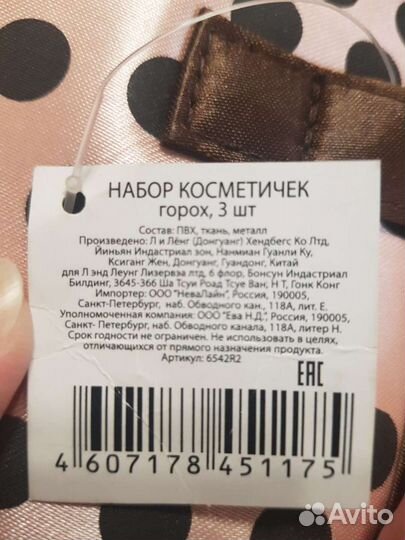 НАБОР КОСМЕТИЧЕК
горох, 3 шт
Состав: ПВХ, ткань, металл
Произведено: Л и Лёнг (Донгуанг) Хендбегс Ко Лтд,
Йиньян Индастриал зон, Нанмиан Гуанли Ку,
Ксиганг Жен, Донгуанг, Гуандонг, Китай
для Л энд Леунг Лизервэа лтд, 6 флор, Бонсун Индастриал
Билдинг, 3645-366 Ша Тсуи Роад Тсуе Ван, Н Т, Гонк Конг
Импортер: ООО "НеваЛайн", Россия, 190005,
Санкт-Петербург, наб. Обводного кан., 118А, лит. Е.
Уполномоченная компания: ООО "Ева Н.Д.", Россия, 190005,
Санкт- Петербург, наб. Обводного канала, 118А, литер Н.
Срок годности не ограничен. Не использовать в целях,
отличающихся от прямого назначения продукта.
Артикул: 6542R2
EAC
4 607178 451175
Avito